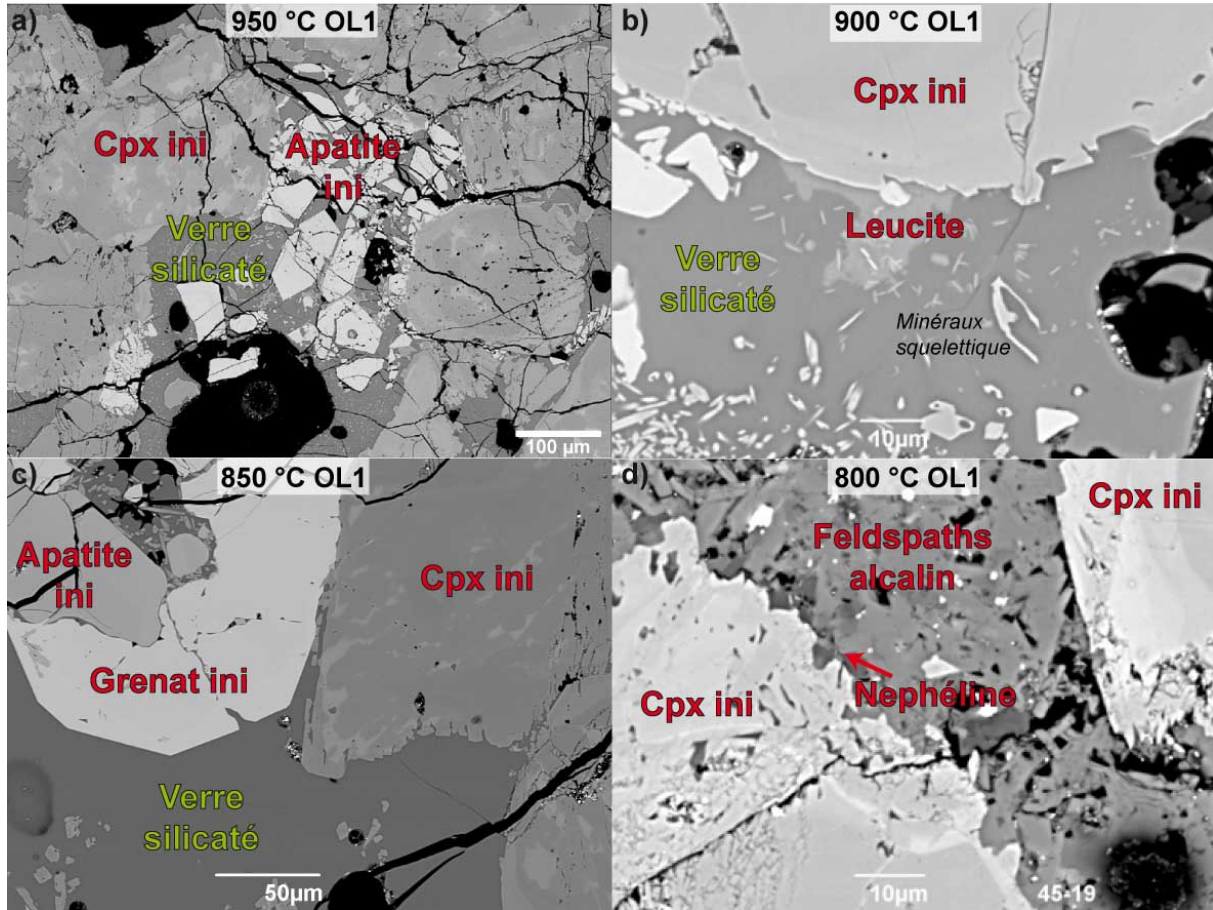 a)
950 °C OL1
Cpx ini
Apatite
ini
Verre
silicaté
100 µm
b)
900 °C OL1
Cpx ini
Leucite
Verre
silicaté
Minéraux
squelettique
10µm
c)
850 °C OL1
Apatite
ini
Cpx ini
Grenat ini
Verre
silicaté
50µm
d)
800 °C OL1
Cpx ini
Feldspaths
alcalin
Cpx ini
Nephéline
10µm
45-19